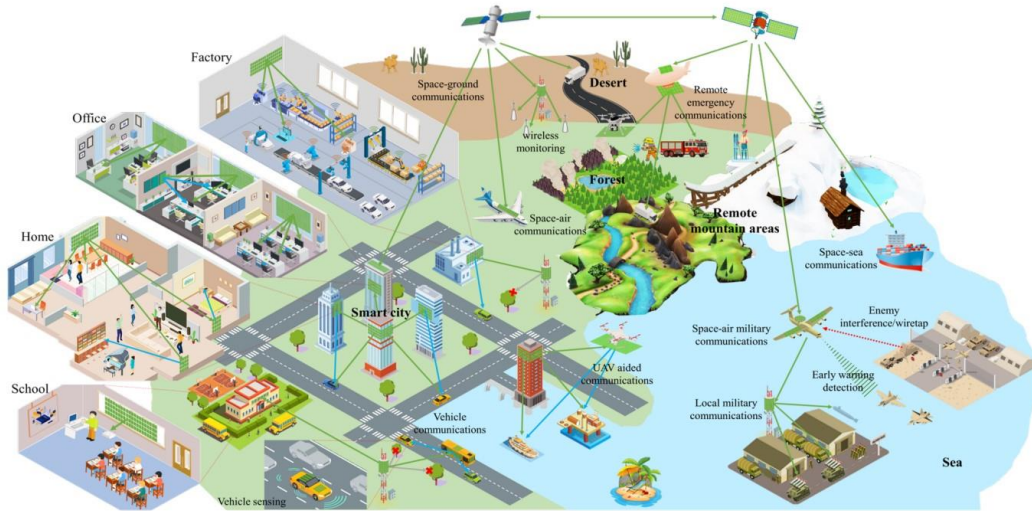 Factory
Space-ground
communications
Desert
Remote
emergency
communications
Office
wireless
monitoring
Forest
Space-air
communications
Remote
mountain areas
Home
Space-sea
communications
Smart city
Space-air military
communications
Enemy
interference/wiretap
UAV aided
communications
Early warning
detection
School
Local military
communications
Vehicle
communications
Sea
Vehicle sensing